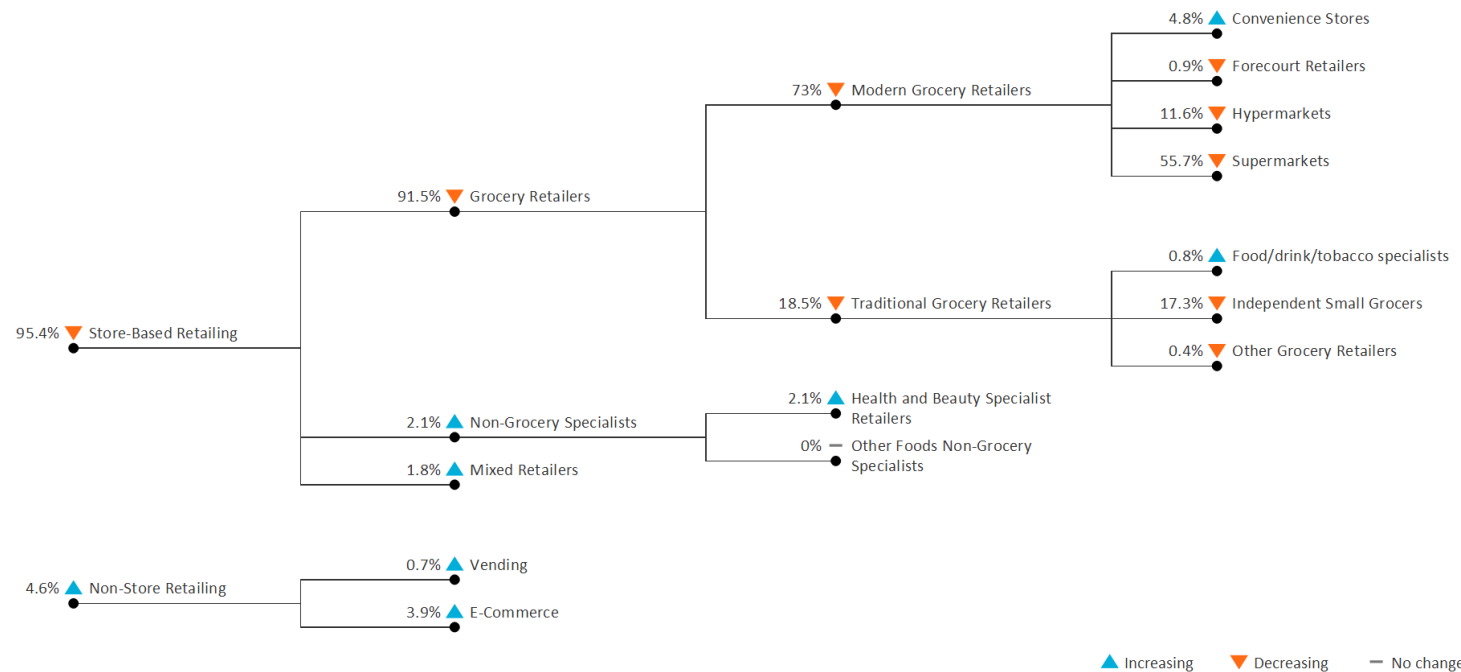 4.8% Convenience Stores
0.9% Forecourt Retailers
73% Modern Grocery Retailers
11.6% Hypermarkets
55.7% Supermarkets
91.5% Grocery Retailers
0.8% Food/drink/tobacco specialists
18.5% Traditional Grocery Retailers
17.3% Independent Small Grocers
0.4% Other Grocery Retailers
95.4% Store-Based Retailing
2.1% Health and Beauty Specialist
Retailers
2.1% Non-Grocery Specialists
0% Other Foods Non-Grocery
Specialists
1.8% Mixed Retailers
0.7% Vending
4.6% Non-Store Retailing
3.9% E-Commerce
Increasing Decreasing No change